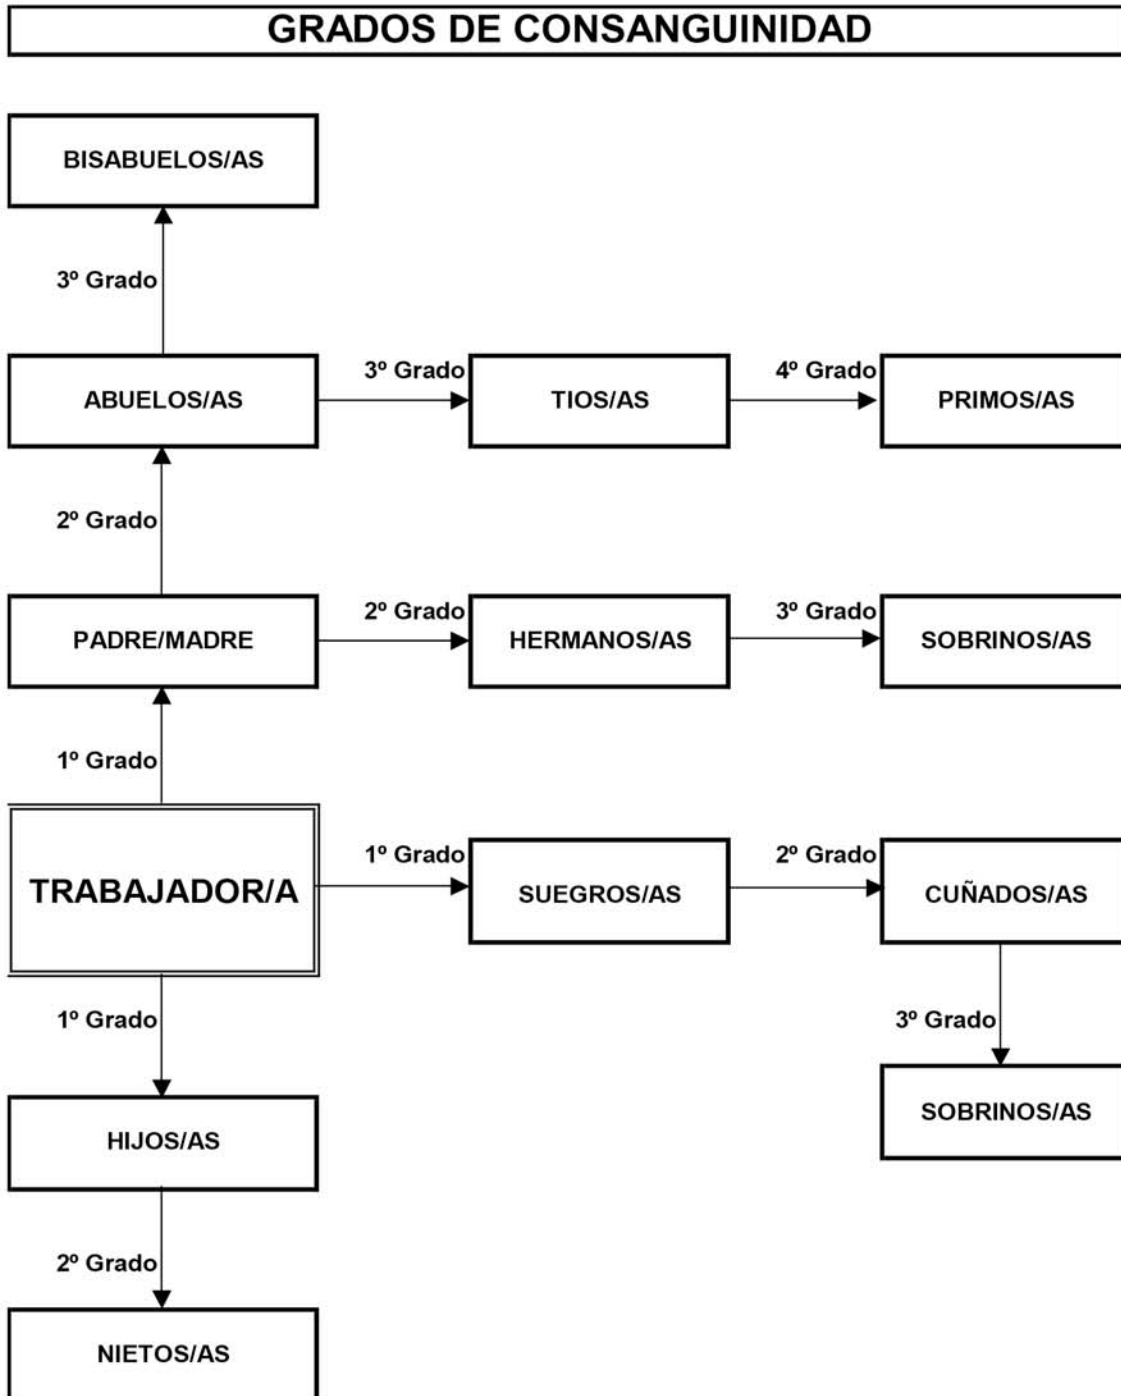 GRADOS DE CONSANGUINIDAD
BISABUELOS/AS
3º Grado
ABUELOS/AS
3º Grado
TIOS/AS
4º Grado
PRIMOS/AS
2º Grado
PADRE/MADRE
2º Grado
HERMANOS/AS
3º Grado
SOBRINOS/AS
1º Grado
TRABAJADOR/A
1º Grado
SUEGROS/AS
2º Grado
CUÑADOS/AS
1º Grado
3º Grado
HIJOS/AS
SOBRINOS/AS
2º Grado
NIETOS/AS